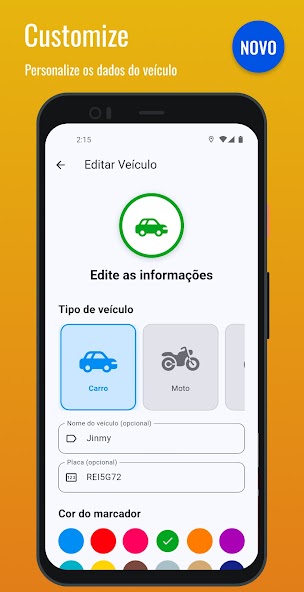 Customize
NOVO
Personalize os dados do veículo
2:15
Editar Veículo
Edite as informações
Tipo de veículo
Carro
Moto
Nome do veículo (opcional)
Jinmy
Placa (opcional)
123
REI5G72
Cor do marcador